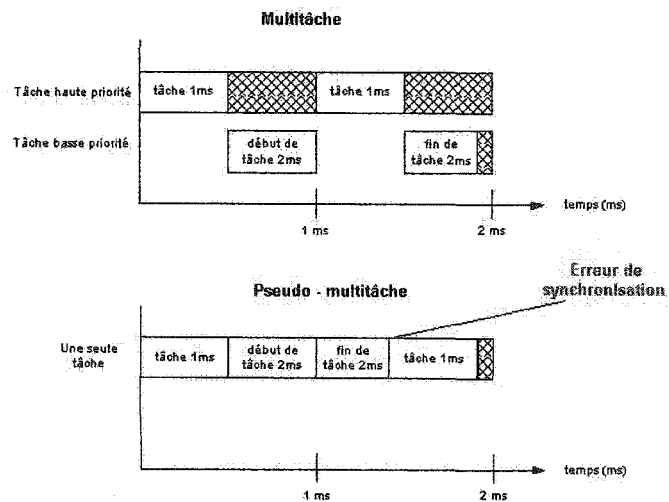 Multitâche
Tâche haute priorité
tâche 1ms
tâche 1ms
Tâche basse priorité
début de
tâche 2ms
fin de
tâche 2ms
temps (ms)
1 ms
2 ms
Erreur de
synchronisation
Pseudo - multitâche
Une seule
tâche
tâche 1ms
début de
tâche 2ms
fin de
tâche 2ms
tâche 1ms
temps (ms)
1 ms
2 ms